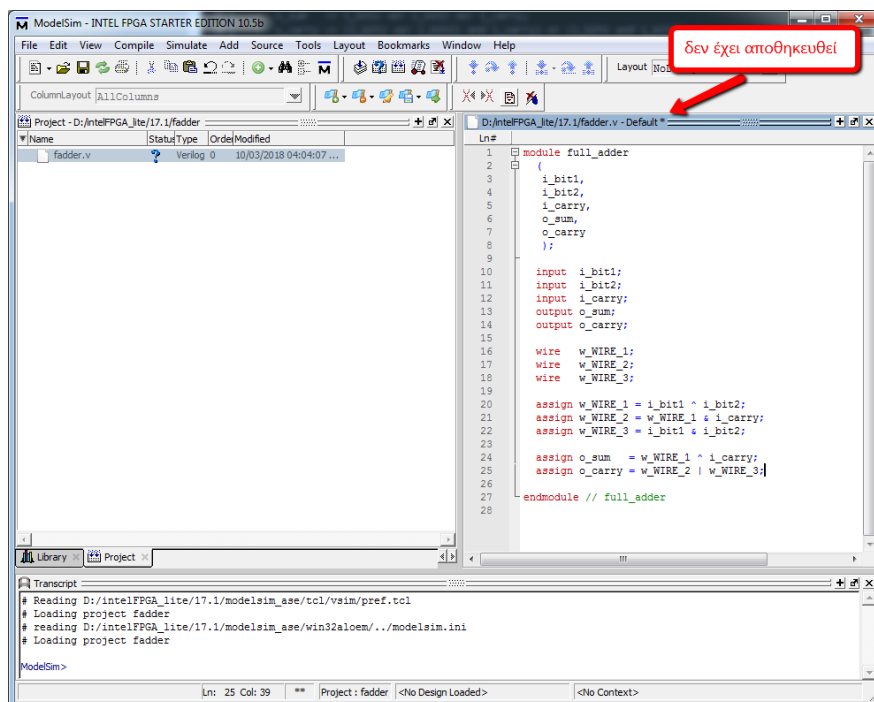 ModelSim - INTEL FPGA STARTER EDITION 10.5b
File Edit View Compile Simulate Add Source Tools Layout Bookmarks Window Help
δεν έχει αποθηκευθεί
Layout
ColumnLayout AllColumns
Project - D:/intelFPGA_lite/17.1/fadder
Name Status Type Order Modified
fadder.v ? Verilog 0 10/03/2018 04:04:07 ...
D:/intelFPGA_lite/17.1/fadder.v - Default *
Ln#
1 module full_adder
2 (
3 i_bit1,
4 i_bit2,
5 i_carry,
6 o_sum,
7 o_carry
8 );
9
10 input i_bit1;
11 input i_bit2;
12 input i_carry;
13 output o_sum;
14 output o_carry;
15
16 wire w_WIRE_1;
17 wire w_WIRE_2;
18 wire w_WIRE_3;
19
20 assign w_WIRE_1 = i_bit1 ^ i_bit2;
21 assign w_WIRE_2 = w_WIRE_1 & i_carry;
22 assign w_WIRE_3 = i_bit1 & i_bit2;
23
24 assign o_sum = w_WIRE_1 ^ i_carry;
25 assign o_carry = w_WIRE_2 | w_WIRE_3;
26
27 endmodule // full_adder
28
Library Project
Transcript
# Reading D:/intelFPGA_lite/17.1/modelsim_ase/tcl/vsim/pref.tcl
# Loading project fadder
# reading D:/intelFPGA_lite/17.1/modelsim_ase/win32aloem/../modelsim.ini
# Loading project fadder
ModelSim>
Ln: 25 Col: 39 ** Project : fadder <No Design Loaded> <No Context>